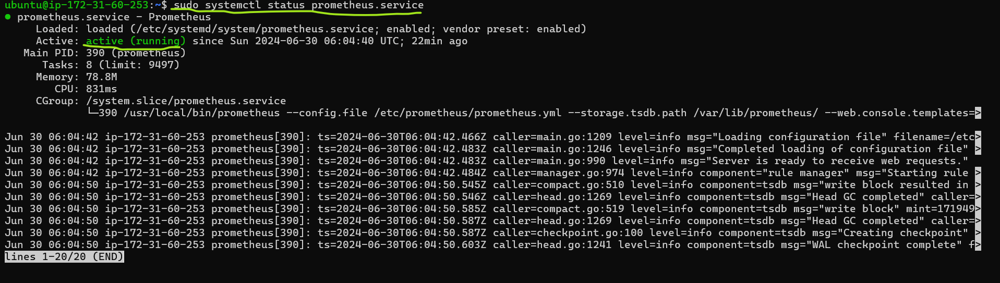 ubuntu@ip-172-31-60-253:~$ sudo systemctl status prometheus.service
● prometheus.service - Prometheus
     Loaded: loaded (/etc/systemd/system/prometheus.service; enabled; vendor preset: enabled)
     Active: active (running) since Sun 2024-06-30 06:04:40 UTC; 22min ago
   Main PID: 390 (prometheus)
      Tasks: 8 (limit: 9497)
     Memory: 78.8M
        CPU: 831ms
     CGroup: /system.slice/prometheus.service
             └─390 /usr/local/bin/prometheus --config.file /etc/prometheus/prometheus.yml --storage.tsdb.path /var/lib/prometheus/ --web.console.templates=>
Jun 30 06:04:42 ip-172-31-60-253 prometheus[390]: ts=2024-06-30T06:04:42.466Z caller=main.go:1209 level=info msg="Loading configuration file" filename=/etc>
Jun 30 06:04:42 ip-172-31-60-253 prometheus[390]: ts=2024-06-30T06:04:42.483Z caller=main.go:1246 level=info msg="Completed loading of configuration file" >
Jun 30 06:04:42 ip-172-31-60-253 prometheus[390]: ts=2024-06-30T06:04:42.483Z caller=main.go:990 level=info msg="Server is ready to receive web requests."
Jun 30 06:04:42 ip-172-31-60-253 prometheus[390]: ts=2024-06-30T06:04:42.484Z caller=manager.go:974 level=info component="rule manager" msg="Starting rule >
Jun 30 06:04:50 ip-172-31-60-253 prometheus[390]: ts=2024-06-30T06:04:50.545Z caller=compact.go:510 level=info component=tsdb msg="write block resulted in >
Jun 30 06:04:50 ip-172-31-60-253 prometheus[390]: ts=2024-06-30T06:04:50.546Z caller=head.go:1269 level=info component=tsdb msg="Head GC completed" caller=>
Jun 30 06:04:50 ip-172-31-60-253 prometheus[390]: ts=2024-06-30T06:04:50.585Z caller=compact.go:519 level=info component=tsdb msg="write block" mint=171949>
Jun 30 06:04:50 ip-172-31-60-253 prometheus[390]: ts=2024-06-30T06:04:50.587Z caller=head.go:1269 level=info component=tsdb msg="Head GC completed" caller=>
Jun 30 06:04:50 ip-172-31-60-253 prometheus[390]: ts=2024-06-30T06:04:50.587Z caller=checkpoint.go:100 level=info component=tsdb msg="Creating checkpoint" >
Jun 30 06:04:50 ip-172-31-60-253 prometheus[390]: ts=2024-06-30T06:04:50.603Z caller=head.go:1241 level=info component=tsdb msg="WAL checkpoint complete" f>
lines 1-20/20 (END)